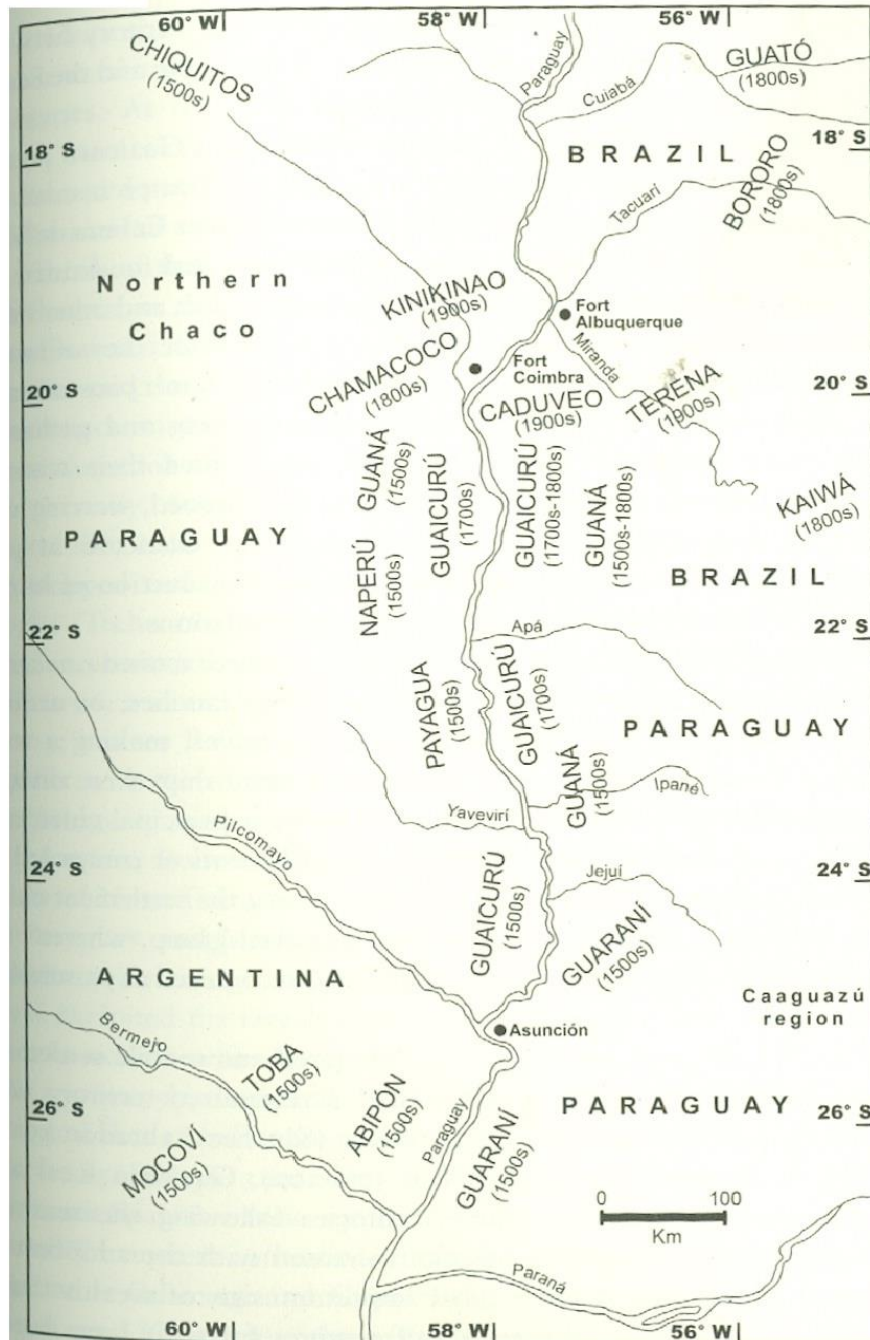 60° W
58° W
56° W
CHIQUITOS
(1500s)
Paraguay
GUATÓ
(1800s)
Cuiabá
18° S
18° S
BRAZIL
Tacuarí
BORORO
(1800s)
Northern
Chaco
KINIKINAO
(1900s)
Fort
Albuquerque
Miranda
CHAMACOCO
(1800s)
Fort
Coimbra
20° S
20° S
CADUVEO
(1900s)
TERENA
(1900s)
GUANÁ
(1500s)
GUAICURÚ
(1700s)
GUAICURÚ
(1700s-1800s)
GUANÁ
(1500s-1800s)
KAIWÁ
(1800s)
PARAGUAY
NAPERÚ
(1500s)
BRAZIL
22° S
22° S
Apá
PAYAGUA
(1500s)
GUAICURÚ
(1700s)
PARAGUAY
GUANÁ
(1500s)
Ipané
Yavevirí
Pilcomayo
24° S
24° S
Jejuí
GUAICURÚ
(1500s)
GUARANÍ
(1500s)
ARGENTINA
Caaguazú
region
Bermejo
Asunción
TOBA
(1500s)
ABIPÓN
(1500s)
Paraguay
26° S
PARAGUAY
26° S
MOCOVÍ
(1500s)
GUARANÍ
(1500s)
0
100
Km
Paraná
60° W
58° W
56° W